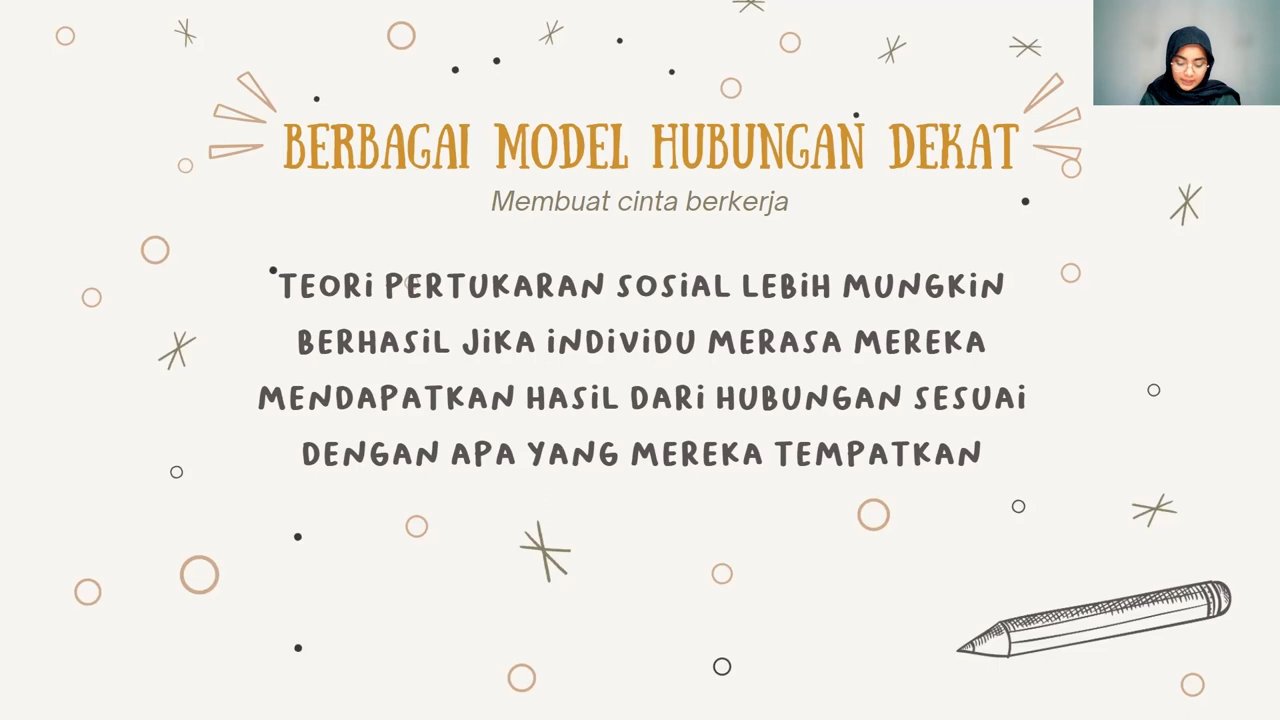 BERBAGAI MODEL HUBUNGAN DEKAT
Membuat cinta berkerja
TEORI PERTUKARAN SOSIAL LEBIH MUNGKIN
BERHASIL JIKA INDIVIDU MERASA MEREKA
MENDAPATKAN HASIL DARI HUBUNGAN SESUAI
DENGAN APA YANG MEREKA TEMPATKAN